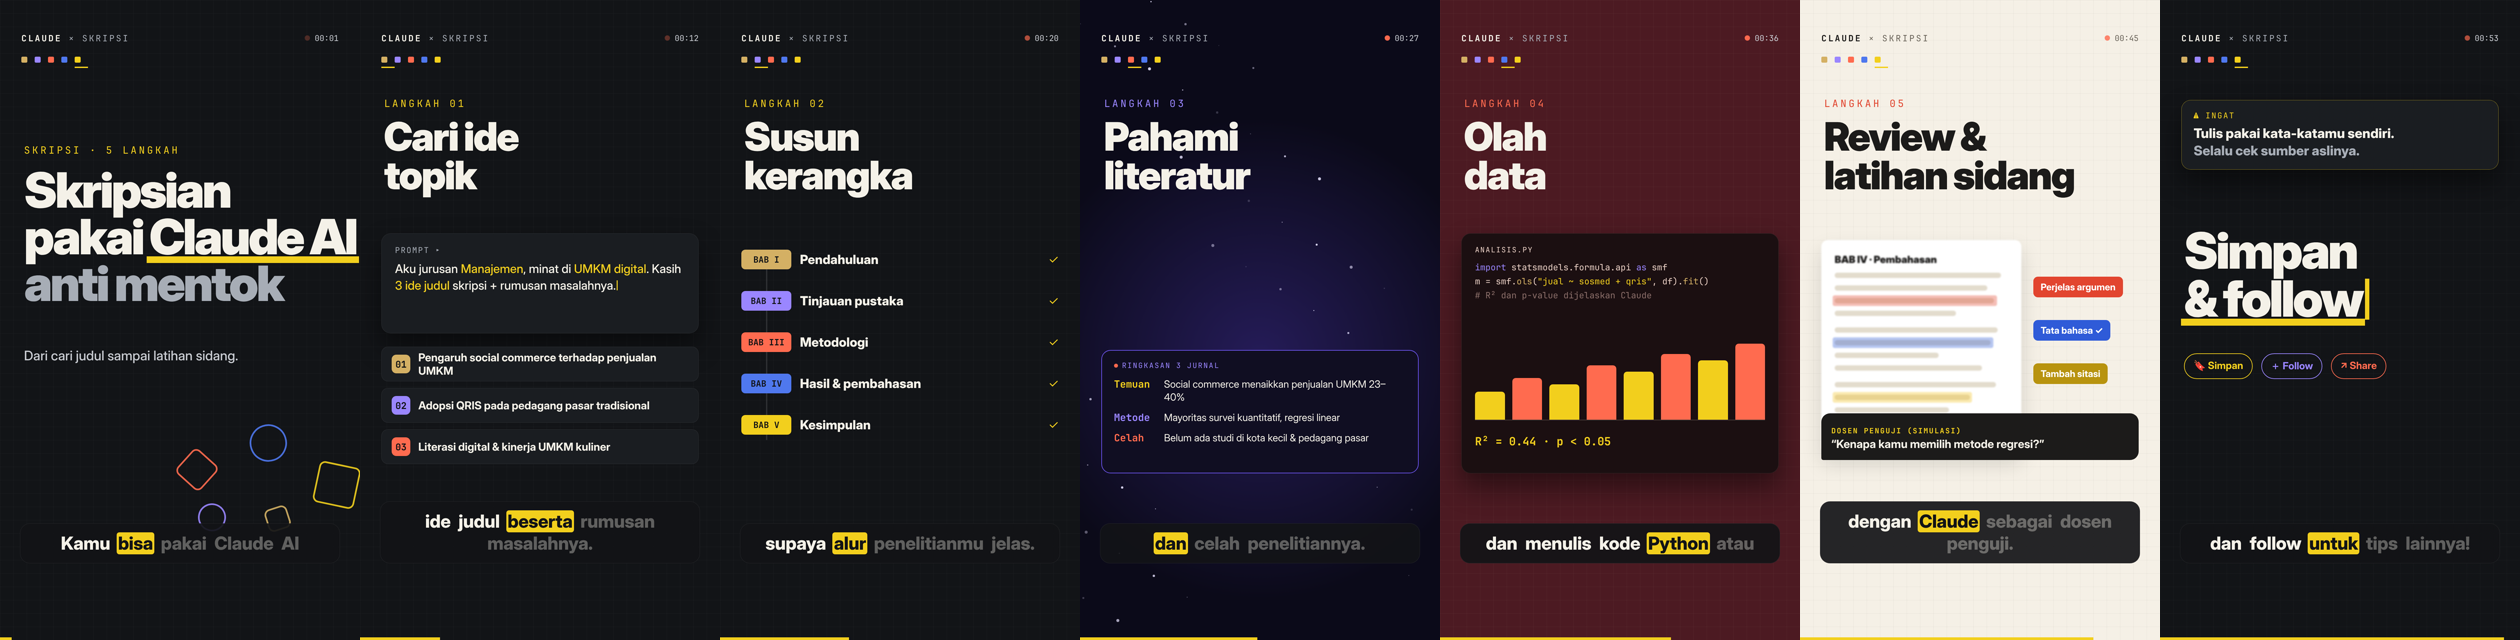 CLAUDE × SKRIPSI
00:01
SKRIPSI · 5 LANGKAH
Skripsian
pakai Claude AI
anti mentok
Dari cari judul sampai latihan sidang.
Kamu bisa pakai Claude AI
CLAUDE × SKRIPSI
00:12
LANGKAH 01
Cari ide
topik
PROMPT
Aku jurusan Manajemen, minat di UMKM digital. Kasih
3 ide judul skripsi + rumusan masalahnya.
01 Pengaruh social commerce terhadap penjualan
UMKM
02 Adopsi QRIS pada pedagang pasar tradisional
03 Literasi digital & kinerja UMKM kuliner
ide judul beserta rumusan
masalahnya.
CLAUDE × SKRIPSI
00:20
LANGKAH 02
Susun
kerangka
BAB I Pendahuluan ✓
BAB II Tinjauan pustaka ✓
BAB III Metodologi ✓
BAB IV Hasil & pembahasan ✓
BAB V Kesimpulan ✓
supaya alur penelitianmu jelas.
CLAUDE × SKRIPSI
00:27
LANGKAH 03
Pahami
literatur
RINGKASAN 3 JURNAL
Temuan Social commerce menaikkan penjualan UMKM 23–
40%
Metode Mayoritas survei kuantitatif, regresi linear
Celah Belum ada studi di kota kecil & pedagang pasar
dan celah penelitiannya.
CLAUDE × SKRIPSI
00:36
LANGKAH 04
Olah
data
ANALISIS.PY
import statsmodels.formula.api as smf
m = smf.ols("jual ~ sosmed + qris", df).fit()
# R² dan p-value dijelaskan Claude
R² = 0.44 · p < 0.05
dan menulis kode Python atau
CLAUDE × SKRIPSI
00:45
LANGKAH 05
Review &
latihan sidang
BAB IV · Pembahasan
Perjelas argumen
Tata bahasa ✓
Tambah sitasi
DOSEN PENGUJI (SIMULASI)
“Kenapa kamu memilih metode regresi?”
dengan Claude sebagai dosen
penguji.
CLAUDE × SKRIPSI
00:53
INGAT
Tulis pakai kata-katamu sendiri.
Selalu cek sumber aslinya.
Simpan
& follow
🔖 Simpan
+ Follow
↗ Share
dan follow untuk tips lainnya!